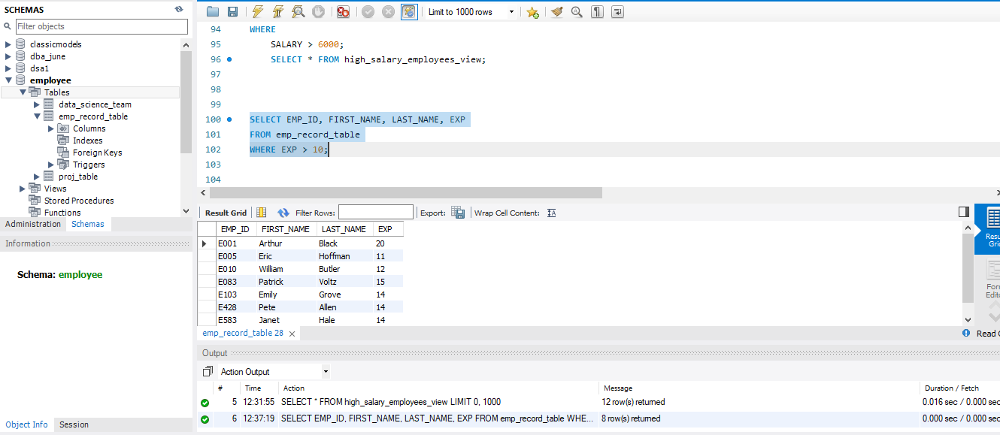 SCHEMAS
Filter objects
classicmodels
dba_june
dsa1
employee
Tables
data_science_team
emp_record_table
Columns
Indexes
Foreign Keys
Triggers
proj_table
Views
Stored Procedures
Functions
Administration Schemas
Information
Schema: employee
Object Info Session
Limit to 1000 rows
94 WHERE
95 SALARY > 6000;
96 SELECT * FROM high_salary_employees_view;
97
98
99
100 SELECT EMP_ID, FIRST_NAME, LAST_NAME, EXP
101 FROM emp_record_table
102 WHERE EXP > 10;
103
104
Result Grid Filter Rows: Export: Wrap Cell Content:
EMP_ID FIRST_NAME LAST_NAME EXP
E001 Arthur Black 20
E005 Eric Hoffman 11
E010 William Butler 12
E083 Patrick Voltz 15
E103 Emily Grove 14
E428 Pete Allen 14
E583 Janet Hale 14
emp_record_table 28
Read
Output
Action Output
# Time Action Message Duration / Fetch
5 12:31:55 SELECT * FROM high_salary_employees_view LIMIT 0, 1000 12 row(s) returned 0.016 sec / 0.000 sec
6 12:37:19 SELECT EMP_ID, FIRST_NAME, LAST_NAME, EXP FROM emp_record_table WHE... 8 row(s) returned 0.000 sec / 0.000 sec